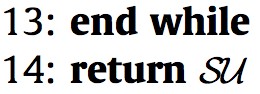 13: end while
14: return SU